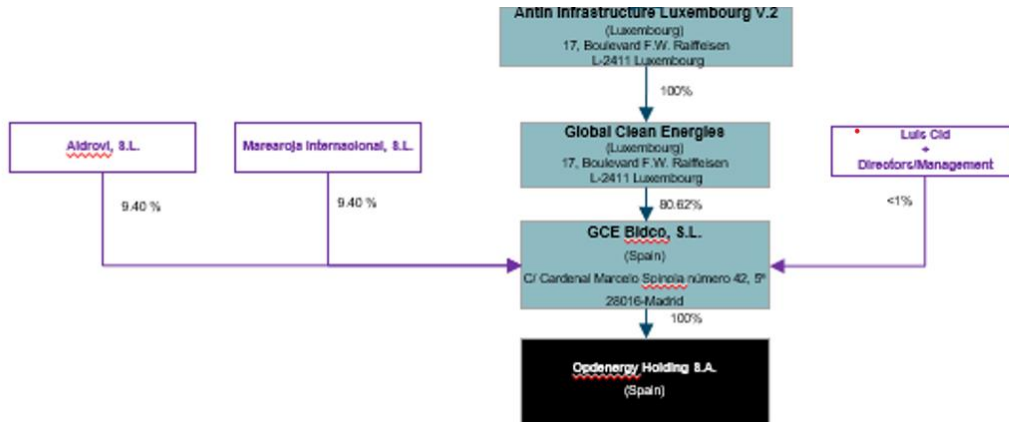 Antin Infrastructure Luxembourg V.2
(Luxembourg)
17, Boulevard F.W. Raiffeisen
L-2411 Luxembourg
100%
Global Clean Energies
(Luxembourg)
17, Boulevard F.W. Raiffeisen
L-2411 Luxembourg
Aldrovi, S.L.
Marearoja Internacional, S.L.
Luis Cid
+
Directors/Management
9.40 %
9.40 %
80.62%
<1%
GCE Bidco, S.L.
(Spain)
C/ Cardenal Marcelo Spinola número 42, 5ª
28016-Madrid
100%
Opdenergy Holding S.A.
(Spain)